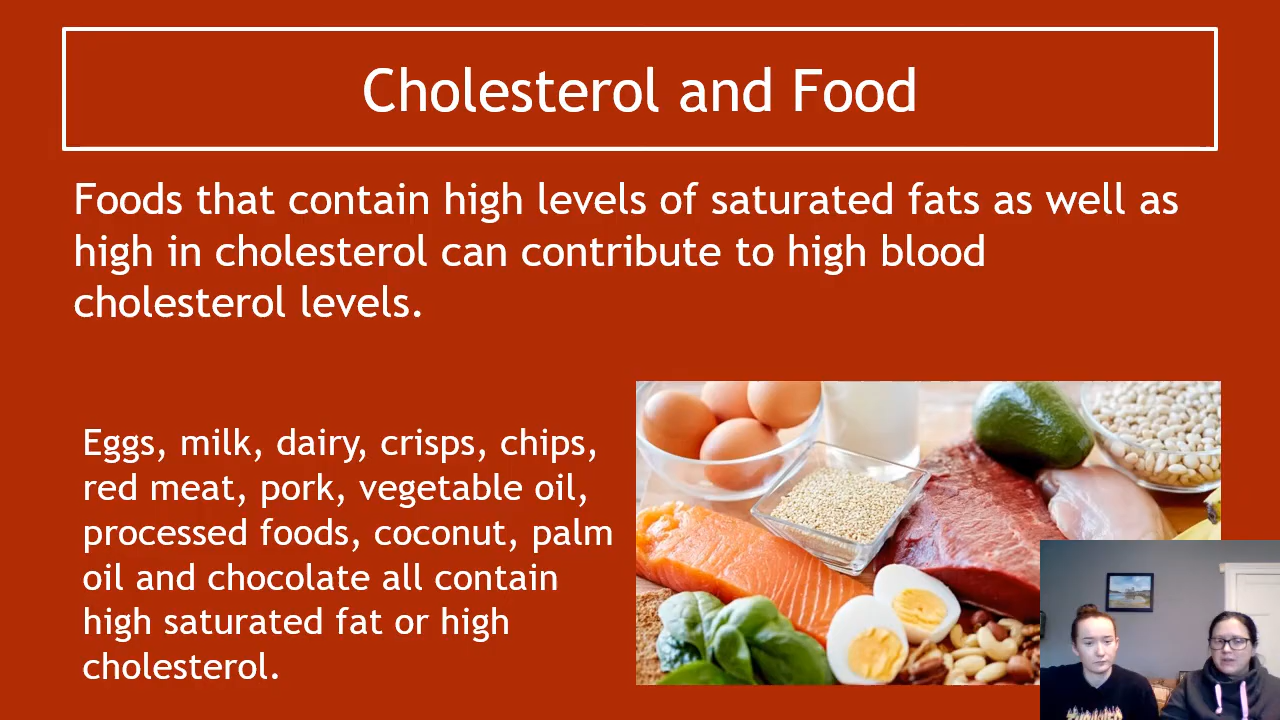 Cholesterol and Food
Foods that contain high levels of saturated fats as well as
high in cholesterol can contribute to high blood
cholesterol levels.
Eggs, milk, dairy, crisps, chips,
red meat, pork, vegetable oil,
processed foods, coconut, palm
oil and chocolate all contain
high saturated fat or high
cholesterol.